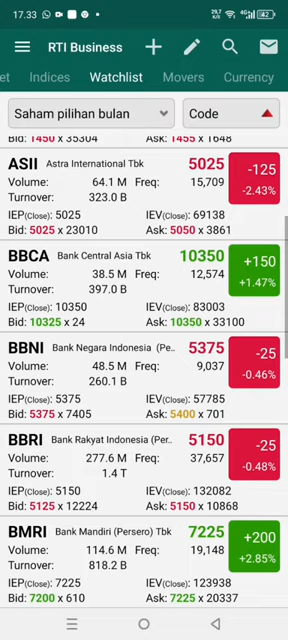 17.33
29,7 K/s
4G
RTI Business
et Indices Watchlist Movers Currency
Saham pilihan bulan Code
Bid: 1450 x 35304 Ask: 1455 x 1648
ASII Astra International Tbk 5025 -125
Volume: 64.1 M Freq: 15,709 -2.43%
Turnover: 323.0 B
IEP(Close): 5025 IEV(Close): 69138
Bid: 5025 x 23010 Ask: 5050 x 3861
BBCA Bank Central Asia Tbk 10350 +150
Volume: 38.5 M Freq: 12,574 +1.47%
Turnover: 397.0 B
IEP(Close): 10350 IEV(Close): 83003
Bid: 10325 x 24 Ask: 10350 x 33100
BBNI Bank Negara Indonesia (Pe.. 5375 -25
Volume: 48.5 M Freq: 9,037 -0.46%
Turnover: 260.1 B
IEP(Close): 5375 IEV(Close): 57785
Bid: 5375 x 7405 Ask: 5400 x 701
BBRI Bank Rakyat Indonesia (Per.. 5150 -25
Volume: 277.6 M Freq: 37,657 -0.48%
Turnover: 1.4 T
IEP(Close): 5150 IEV(Close): 132082
Bid: 5125 x 12224 Ask: 5150 x 10868
BMRI Bank Mandiri (Persero) Tbk 7225 +200
Volume: 114.6 M Freq: 19,148 +2.85%
Turnover: 818.2 B
IEP(Close): 7225 IEV(Close): 123938
Bid: 7200 x 610 Ask: 7225 x 20337